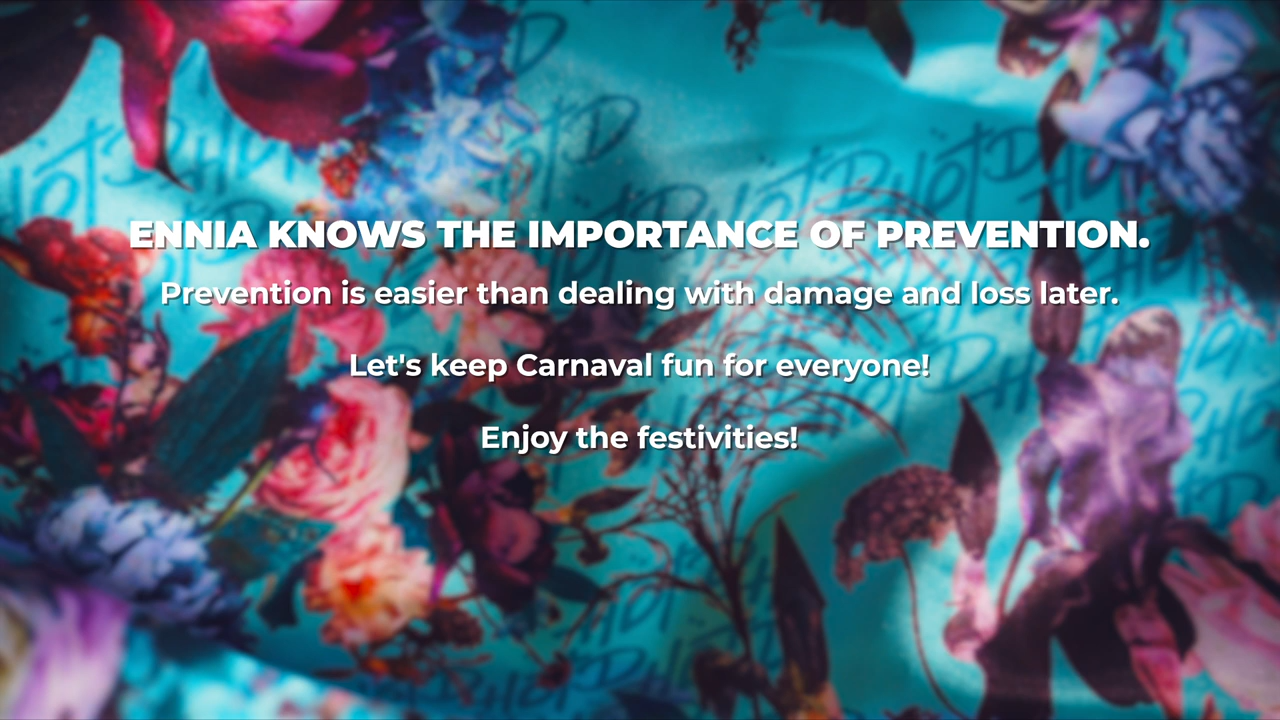 ENNIA KNOWS THE IMPORTANCE OF PREVENTION.
Prevention is easier than dealing with damage and loss later.
Let's keep Carnaval fun for everyone!
Enjoy the festivities!